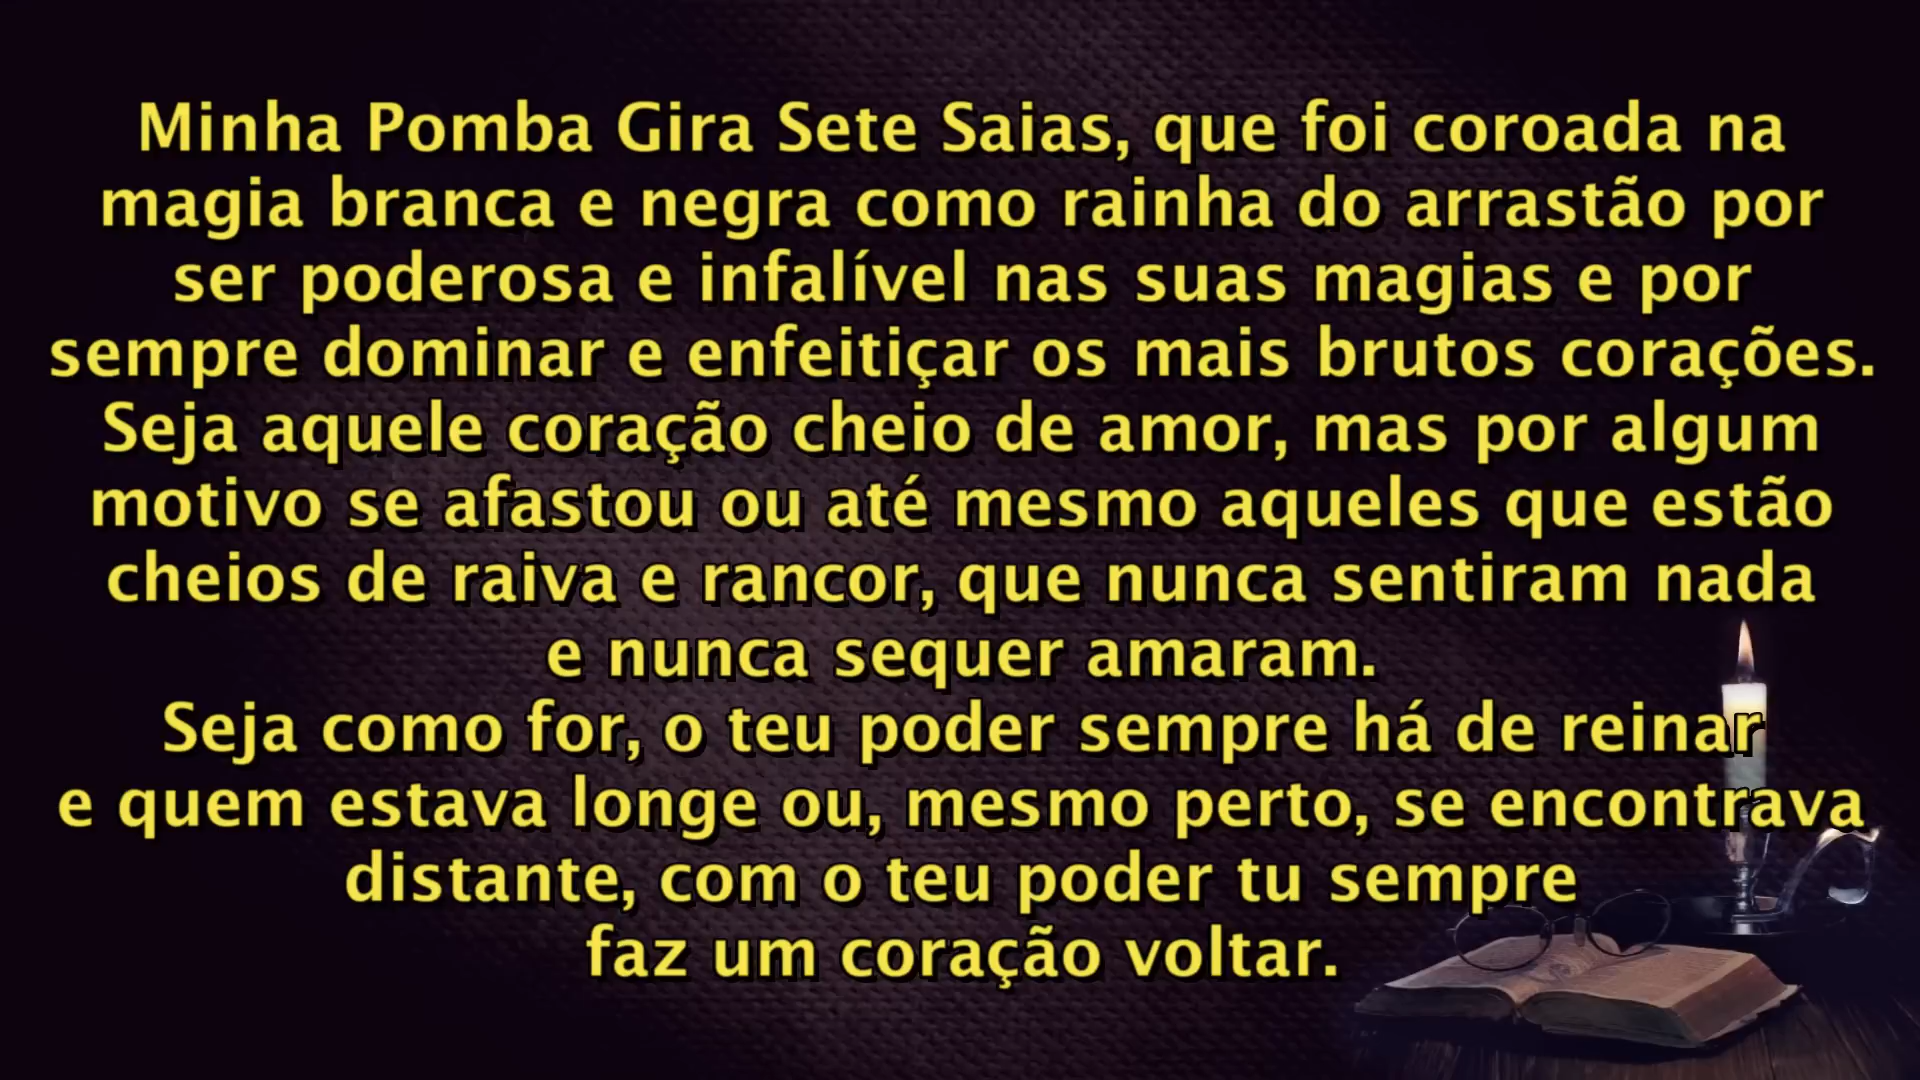 Minha Pomba Gira Sete Saias, que foi coroada na
magia branca e negra como rainha do arrastão por
ser poderosa e infalível nas suas magias e por
sempre dominar e enfeitiçar os mais brutos corações.
Seja aquele coração cheio de amor, mas por algum
motivo se afastou ou até mesmo aqueles que estão
cheios de raiva e rancor, que nunca sentiram nada
e nunca sequer amaram.
Seja como for, o teu poder sempre há de reinar
e quem estava longe ou, mesmo perto, se encontrava
distante, com o teu poder tu sempre
faz um coração voltar.